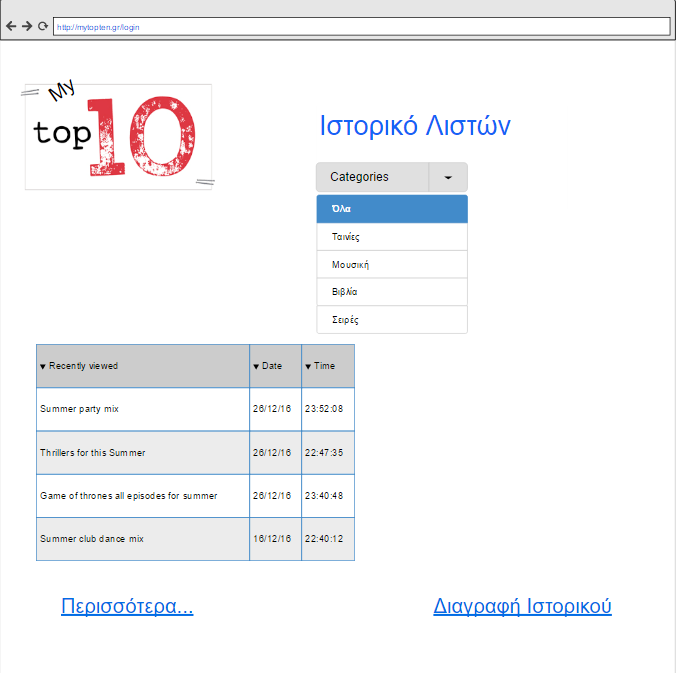 http://mytopten.gr/login
My
top10
Ιστορικό Λιστών
Categories
Όλα
Ταινίες
Μουσική
Βιβλία
Σειρές
▼ Recently viewed ▼ Date ▼ Time
Summer party mix 26/12/16 23:52:08
Thrillers for this Summer 26/12/16 22:47:35
Game of thrones all episodes for summer 26/12/16 23:40:48
Summer club dance mix 16/12/16 22:40:12
Περισσότερα... Διαγραφή Ιστορικού